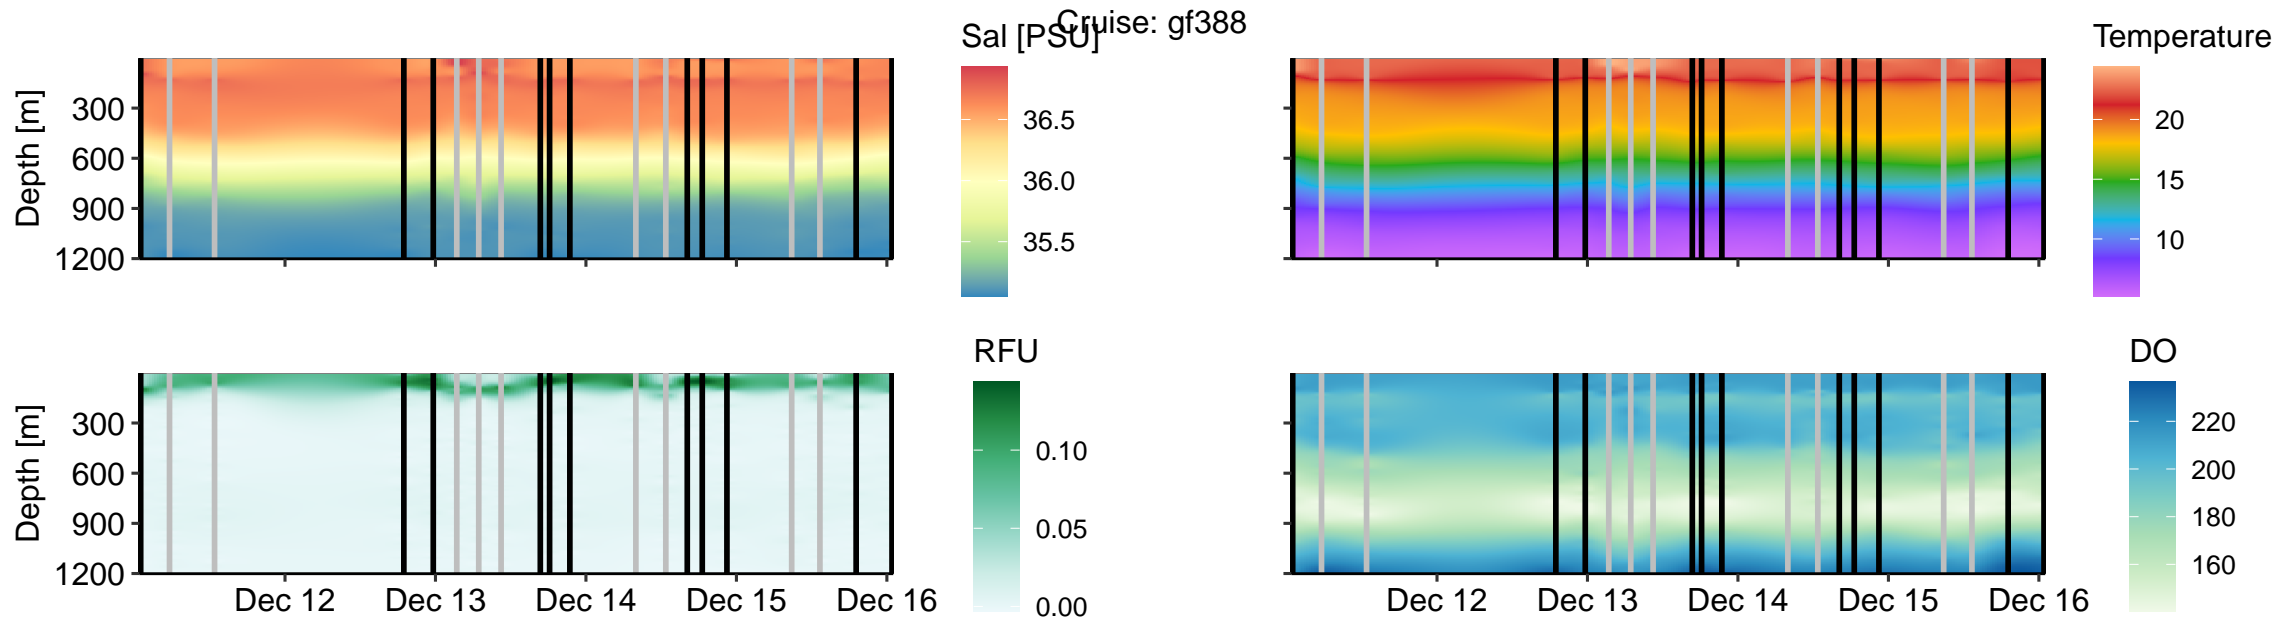 Cruise: gf388
Sal [PSU]
Temperature
Depth [m]
300
600
900
1200
36.5
36.0
35.5
20
15
10
RFU
DO
Depth [m]
300
600
900
1200
Dec 12
Dec 13
Dec 14
Dec 15
Dec 16
0.10
0.05
0.00
Dec 12
Dec 13
Dec 14
Dec 15
Dec 16
220
200
180
160